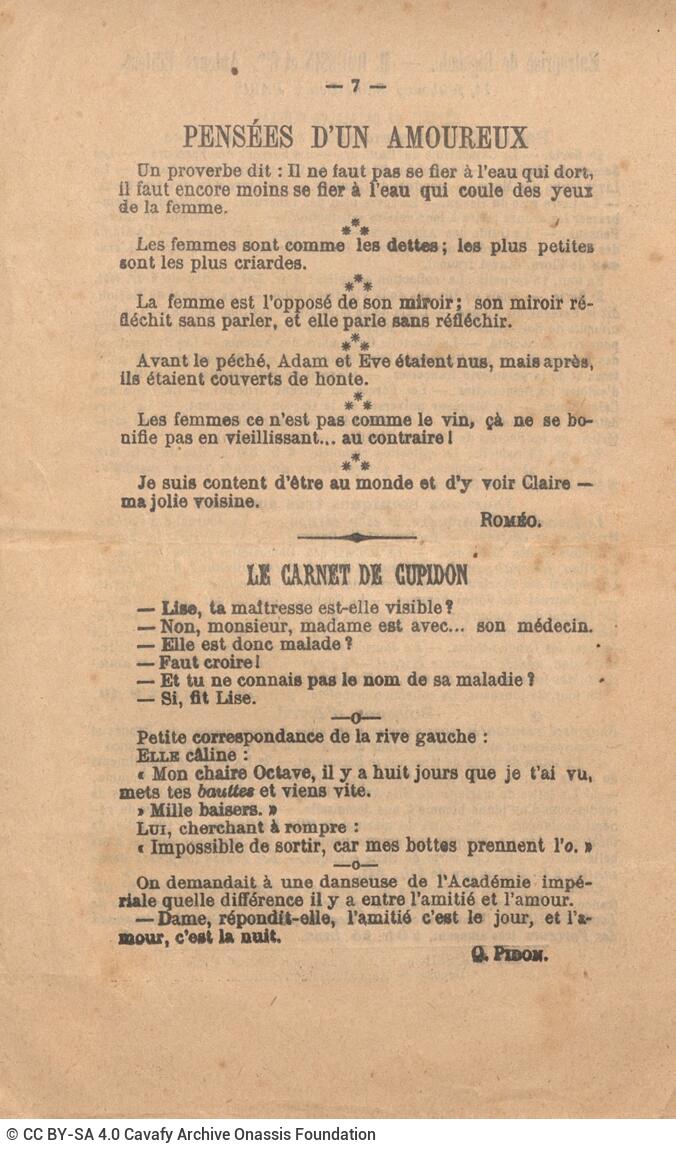 — 7 —
PENSÉES D'UN AMOUREUX
Un proverbe dit : Il ne faut pas se fier à l'eau qui dort,
il faut encore moins se fier à l'eau qui coule des yeux
de la femme.
***
Les femmes sont comme les dettes ; les plus petites
sont les plus criardes.
***
La femme est l'opposé de son miroir ; son miroir ré-
fléchit sans parler, et elle parle sans réfléchir.
***
Avant le péché, Adam et Eve étaient nus, mais après,
ils étaient couverts de honte.
***
Les femmes ce n'est pas comme le vin, çà ne se bo-
nifie pas en vieillissant... au contraire !
***
Je suis content d'être au monde et d'y voir Claire —
ma jolie voisine.
ROMÉO.
LE CARNET DE CUPIDON
— Lise, ta maîtresse est-elle visible ?
— Non, monsieur, madame est avec... son médecin.
— Elle est donc malade ?
— Faut croire !
— Et tu ne connais pas le nom de sa maladie ?
— Si, fit Lise.
—o—
Petite correspondance de la rive gauche :
ELLE câline :
« Mon chaire Octave, il y a huit jours que je t'ai vu,
mets tes bauttes et viens vite.
» Mille baisers. »
LUI, cherchant à rompre :
« Impossible de sortir, car mes bottes prennent l'o. »
—o—
On demandait à une danseuse de l'Académie impé-
riale quelle différence il y a entre l'amitié et l'amour.
— Dame, répondit-elle, l'amitié c'est le jour, et l'a-
mour, c'est la nuit.
Q. PIDON.
© CC BY-SA 4.0 Cavafy Archive Onassis Foundation